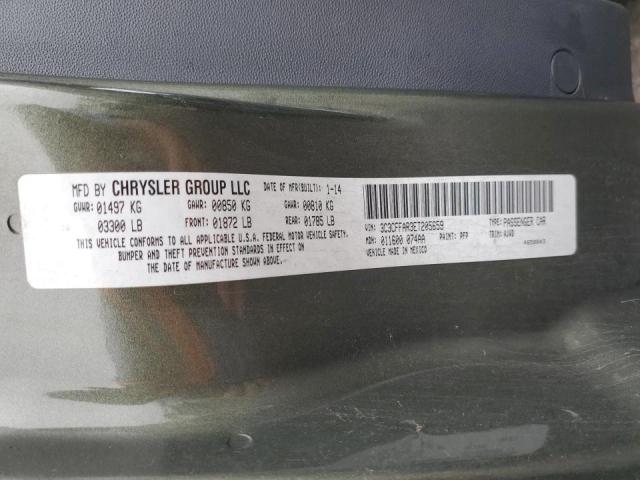 MFD BY CHRYSLER GROUP LLC DATE OF MFR(BUILT): 1-14
GVWR: 01497 KG GAWR: 00850 KG GAWR: 00810 KG
03300 LB FRONT: 01872 LB REAR: 01785 LB
THIS VEHICLE CONFORMS TO ALL APPLICABLE U.S.A. FEDERAL MOTOR VEHICLE SAFETY,
BUMPER AND THEFT PREVENTION STANDARDS IN EFFECT ON
THE DATE OF MANUFACTURE SHOWN ABOVE.
VIN: 3C3CFFAR3ET205659 TYPE: PASSENGER CAR
MDH: 011600 074AA PAINT: PFP TRIM:
VEHICLE MADE IN MEXICO